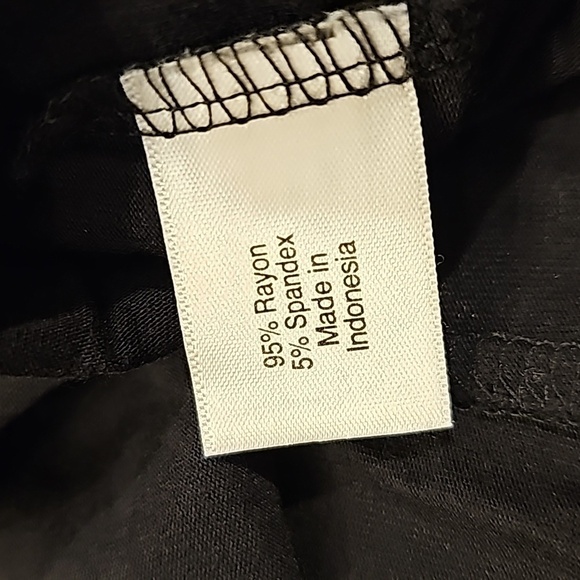 95% Rayon
5% Spandex
Made in
Indonesia